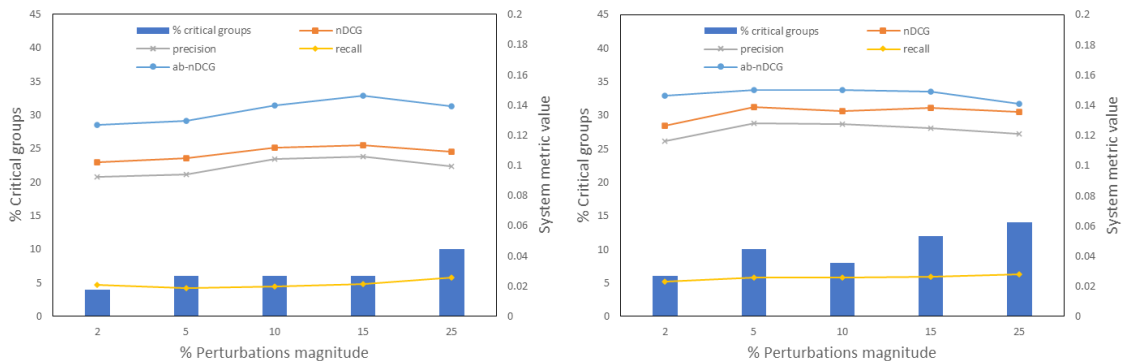 45
40
35
30
25
20
15
10
5
0
% Critical groups
% critical groups
nDCG
precision
recall
ab-nDCG
0.2
0.18
0.16
0.14
0.12
0.1
0.08
0.06
0.04
0.02
0
System metric value
2 5 10 15 25
% Perturbations magnitude
45
40
35
30
25
20
15
10
5
0
% Critical groups
% critical groups
nDCG
precision
recall
ab-nDCG
0.2
0.18
0.16
0.14
0.12
0.1
0.08
0.06
0.04
0.02
0
System metric value
2 5 10 15 25
% Perturbations magnitude